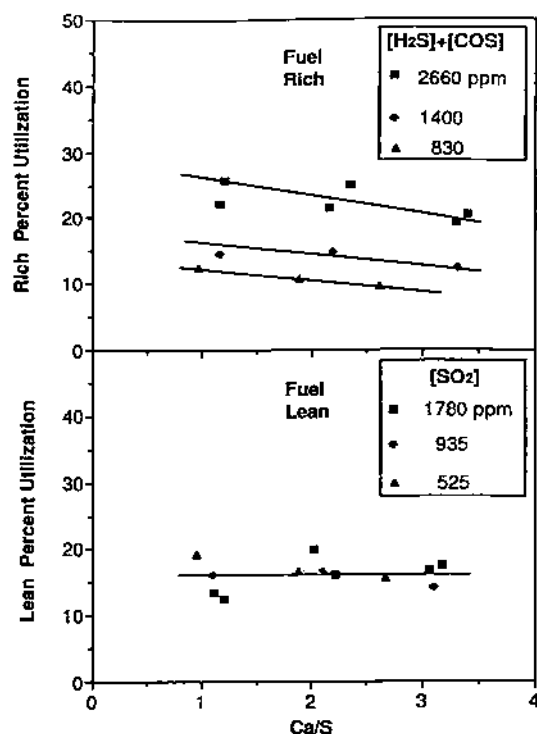 50
40
30
20
10
0
Rich Percent Utilization
Fuel
Rich
[H2S]+[COS]
2660 ppm
1400
830
40
30
20
10
0
Lean Percent Utilization
Fuel
Lean
[SO2]
1780 ppm
935
525
0
1
2
3
4
Ca/S